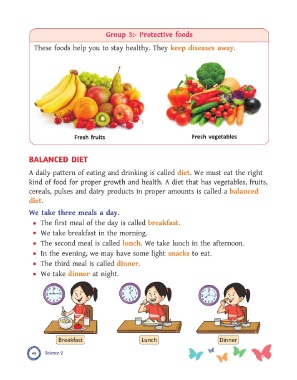 Group 3:- Protective foods
These foods help you to stay healthy. They keep diseases away.
Fresh fruits
Fresh vegetables
BALANCED DIET
A daily pattern of eating and drinking is called diet. We must eat the right
kind of food for proper growth and health. A diet that has vegetables, fruits,
cereals, pulses and dairy products in proper amounts is called a balanced
diet.
We take three meals a day.
• The first meal of the day is called breakfast.
• We take breakfast in the morning.
• The second meal is called lunch. We take lunch in the afternoon.
• In the evening, we may have some light snacks to eat.
• The third meal is called dinner.
• We take dinner at night.
Breakfast
Lunch
Dinner
Science-2